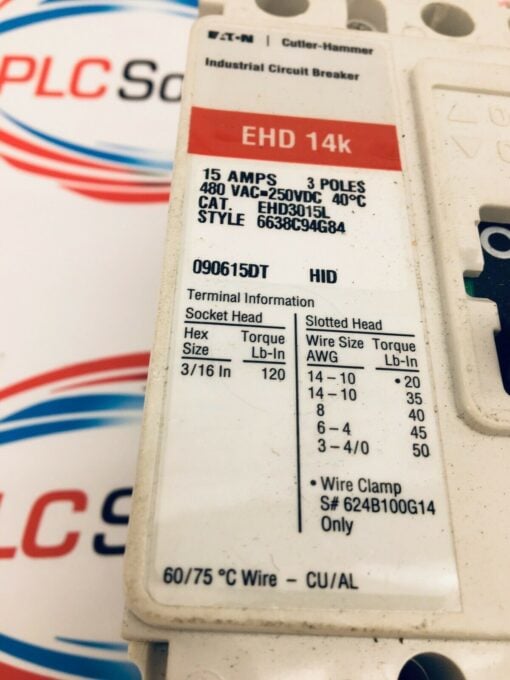 PLC So
EATON | Cutler-Hammer
Industrial Circuit Breaker
EHD 14k
15 AMPS 3 POLES
480 VAC=250VDC 40°C
CAT. EHD3015L
STYLE 6638C94G84
090615DT HID
Terminal Information
Socket Head
Hex Torque
Size Lb-In
3/16 In 120
Slotted Head
Wire Size Torque
AWG Lb-In
14-10 •20
14-10 35
8 40
6-4 45
3-4/0 50
• Wire Clamp
S# 624B100G14
Only
60/75 °C Wire - CU/AL
LCS